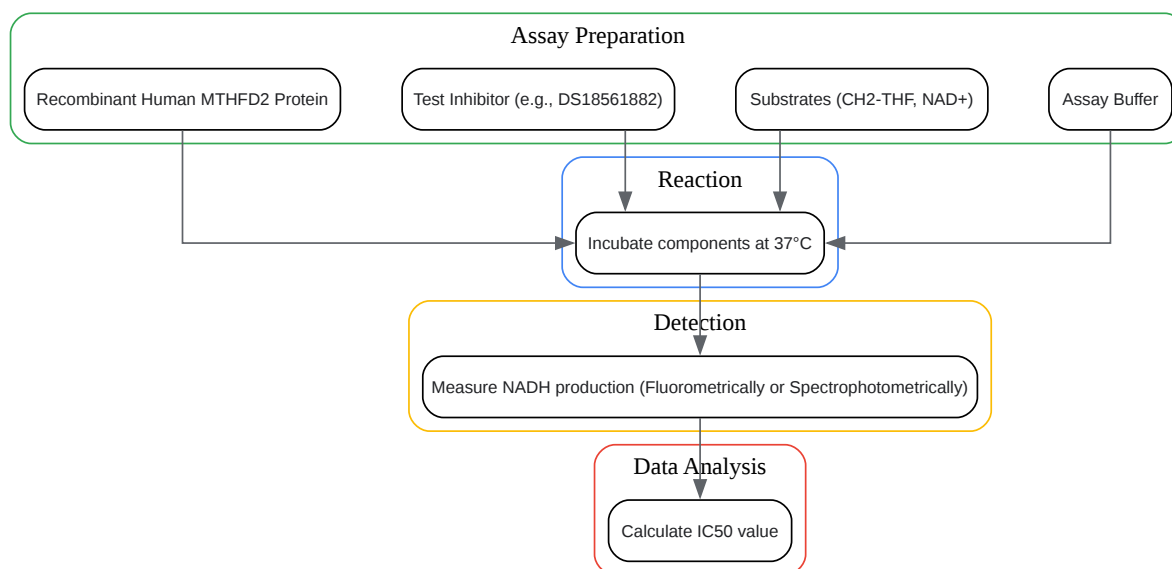 Assay Preparation
Recombinant Human MTHFD2 Protein
Test Inhibitor (e.g., DS18561882)
Substrates (CH2-THF, NAD+)
Assay Buffer
Reaction
Incubate components at 37°C
Detection
Measure NADH production (Fluorometrically or Spectrophotometrically)
Data Analysis
Calculate IC50 value